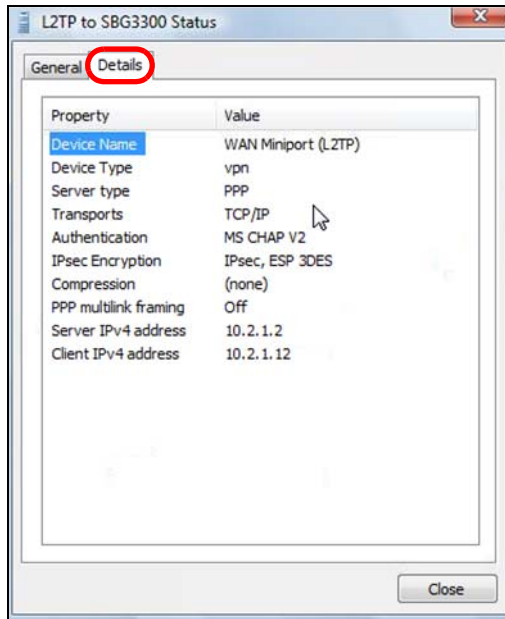 L2TP to SBG3300 Status
General Details
Property Value
Device Name WAN Miniport (L2TP)
Device Type vpn
Server type PPP
Transports TCP/IP
Authentication MS CHAP V2
IPsec Encryption IPsec, ESP 3DES
Compression (none)
PPP multilink framing Off
Server IPv4 address 10.2.1.2
Client IPv4 address 10.2.1.12
Close